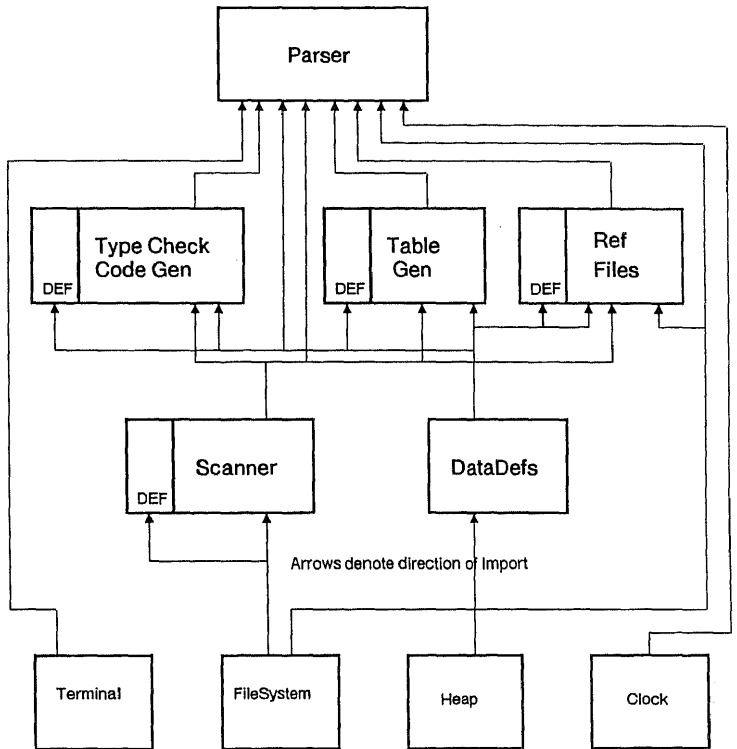 Parser
Type Check
Code Gen
DEF
Table
Gen
DEF
Ref
Files
DEF
Scanner
DEF
DataDefs
Arrows denote direction of Import
Terminal
FileSystem
Heap
Clock